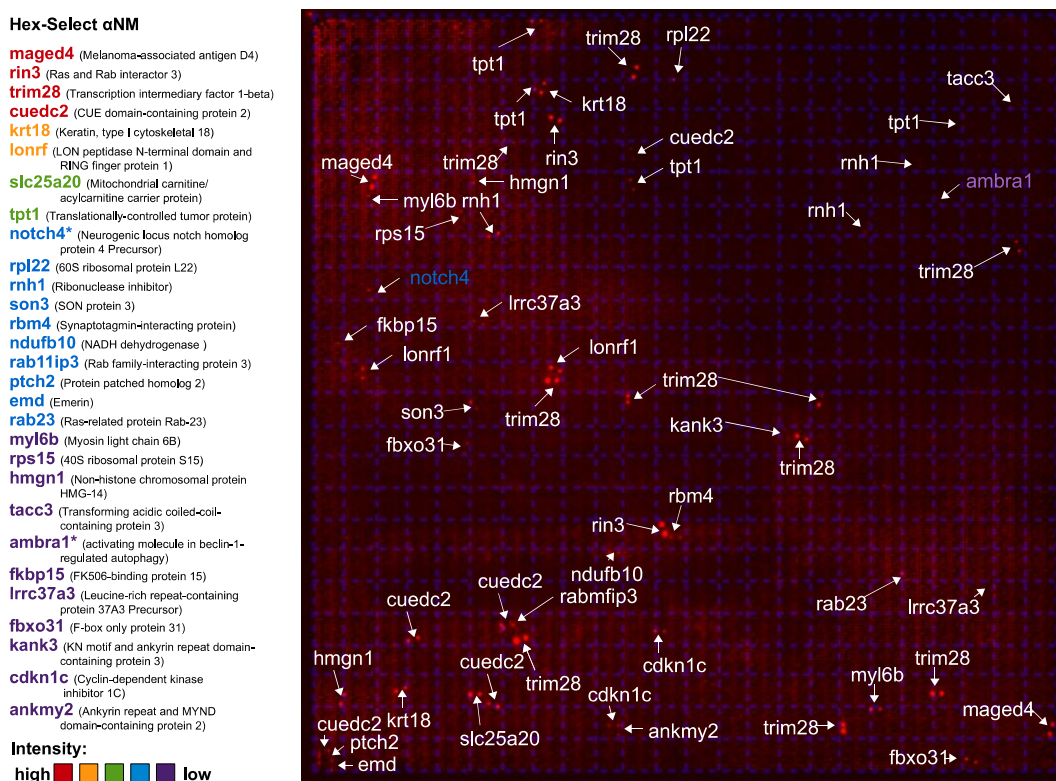 Hex-Select αNM
maged4 (Melanoma-associated antigen D4)
rin3 (Ras and Rab interactor 3)
trim28 (Transcription intermediary factor 1-beta)
cuedc2 (CUE domain-containing protein 2)
krt18 (Keratin, type I cytoskeletal 18)
lonrf (LON peptidase N-terminal domain and
RING finger protein 1)
slc25a20 (Mitochondrial carnitine/
acylcarnitine carrier protein)
tpt1 (Translationally-controlled tumor protein)
notch4* (Neurogenic locus notch homolog
protein 4 Precursor)
rpl22 (60S ribosomal protein L22)
rnh1 (Ribonuclease inhibitor)
son3 (SON protein 3)
rbm4 (Synaptotagmin-interacting protein)
ndufb10 (NADH dehydrogenase )
rab11ip3 (Rab family-interacting protein 3)
ptch2 (Protein patched homolog 2)
emd (Emerin)
rab23 (Ras-related protein Rab-23)
myl6b (Myosin light chain 6B)
rps15 (40S ribosomal protein S15)
hmgn1 (Non-histone chromosomal protein
HMG-14)
tacc3 (Transforming acidic coiled-coil-
containing protein 3)
ambra1* (activating molecule in beclin-1-
regulated autophagy)
fkbp15 (FK506-binding protein 15)
lrrc37a3 (Leucine-rich repeat-containing
protein 37A3 Precursor)
fbxo31 (F-box only protein 31)
kank3 (KN motif and ankyrin repeat domain-
containing protein 3)
cdkn1c (Cyclin-dependent kinase
inhibitor 1C)
ankmy2 (Ankyrin repeat and MYND
domain-containing protein 2)
Intensity:
high low
trim28 rpl22
tpt1
tacc3
tpt1 krt18
tpt1
cuedc2
trim28 rin3
rnh1
maged4 hmgn1 tpt1
ambra1
myl6b rnh1
rnh1
rps15
trim28
notch4
lrrc37a3
fkbp15
lonrf1 lonrf1
trim28
son3 trim28
kank3
fbxo31
trim28
rbm4
rin3
ndufb10
cuedc2 rabmfip3
rab23 lrrc37a3
cuedc2
hmgn1 cuedc2 trim28 cdkn1c
myl6b trim28
cdkn1c
krt18
maged4
cuedc2
slc25a20 ankmy2 trim28
ptch2
fbxo31
emd